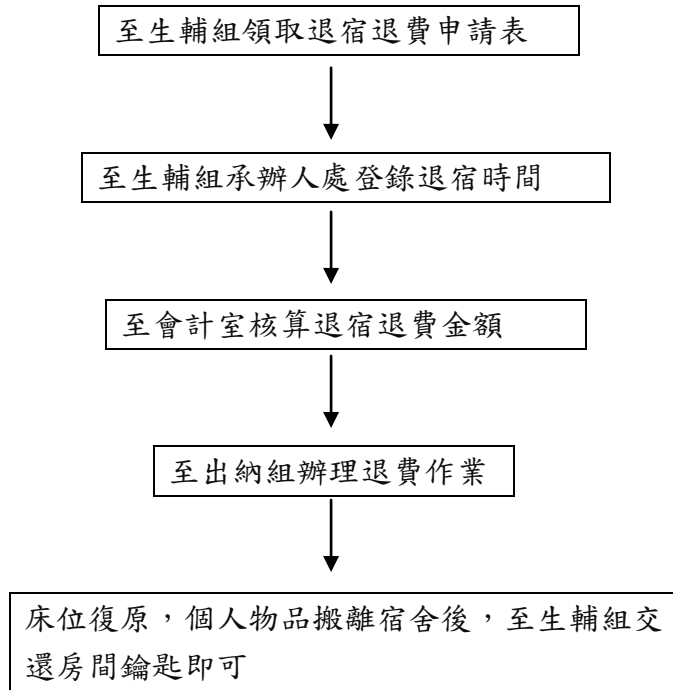 至生輔組領取退宿退費申請表
至生輔組承辦人處登錄退宿時間
至會計室核算退宿退費金額
至出納組辦理退費作業
床位復原，個人物品搬離宿舍後，至生輔組交
還房間鑰匙即可